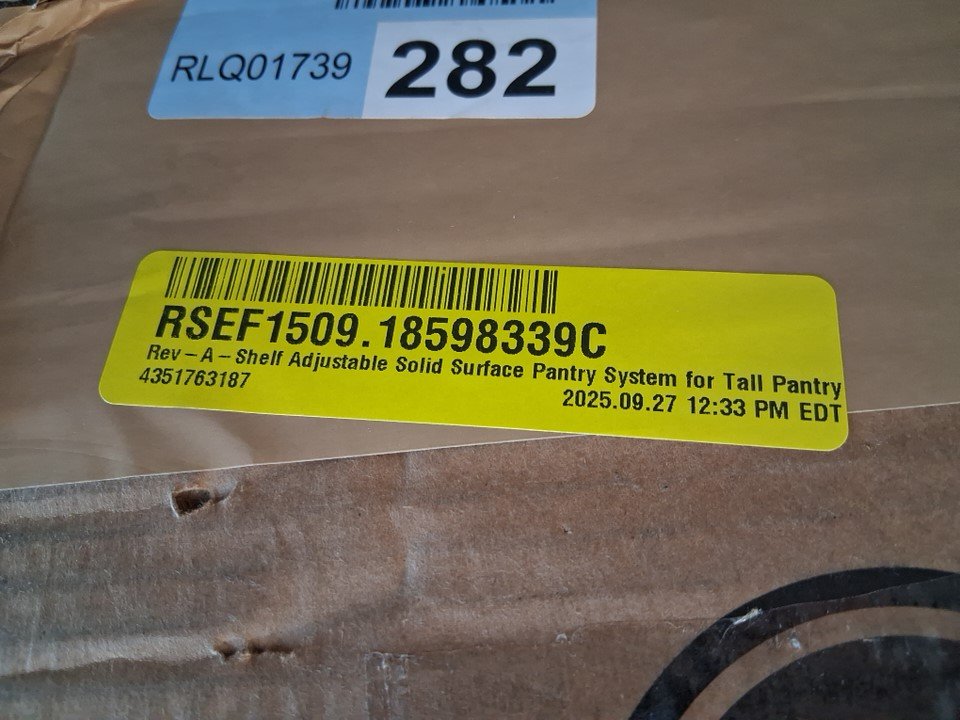 RLQ01739 282
RSEF1509.18598339C
Rev-A-Shelf Adjustable Solid Surface Pantry System for Tall Pantry
4351763187
2025.09.27 12:33 PM EDT